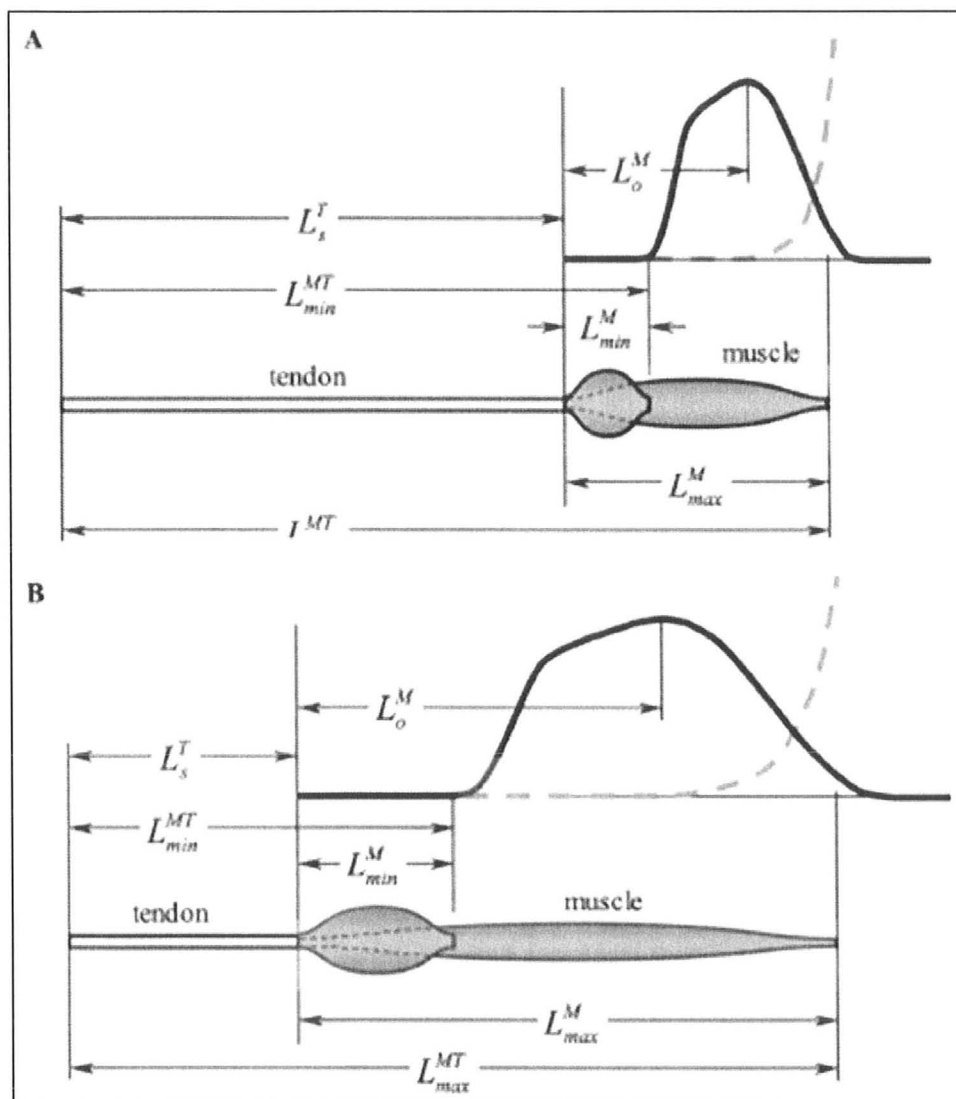 A
L_o^M
L_s^T
L_min^MT
L_min^M
muscle
tendon
L_max^M
L^MT
B
L_o^M
L_s^T
L_min^MT
L_min^M
tendon
muscle
L_max^M
L_max^MT